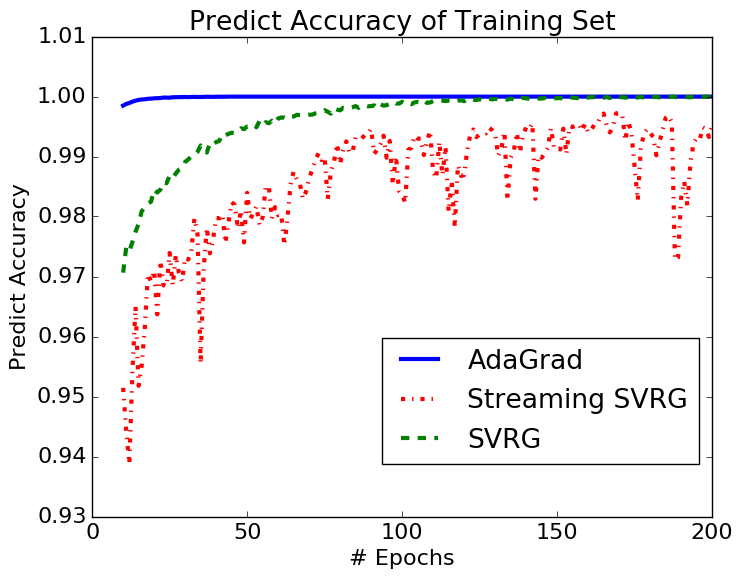 Predict Accuracy of Training Set
1.01
1.00
0.99
0.98
0.97
0.96
0.95
0.94
0.93
Predict Accuracy
AdaGrad
Streaming SVRG
SVRG
0 50 100 150 200
# Epochs